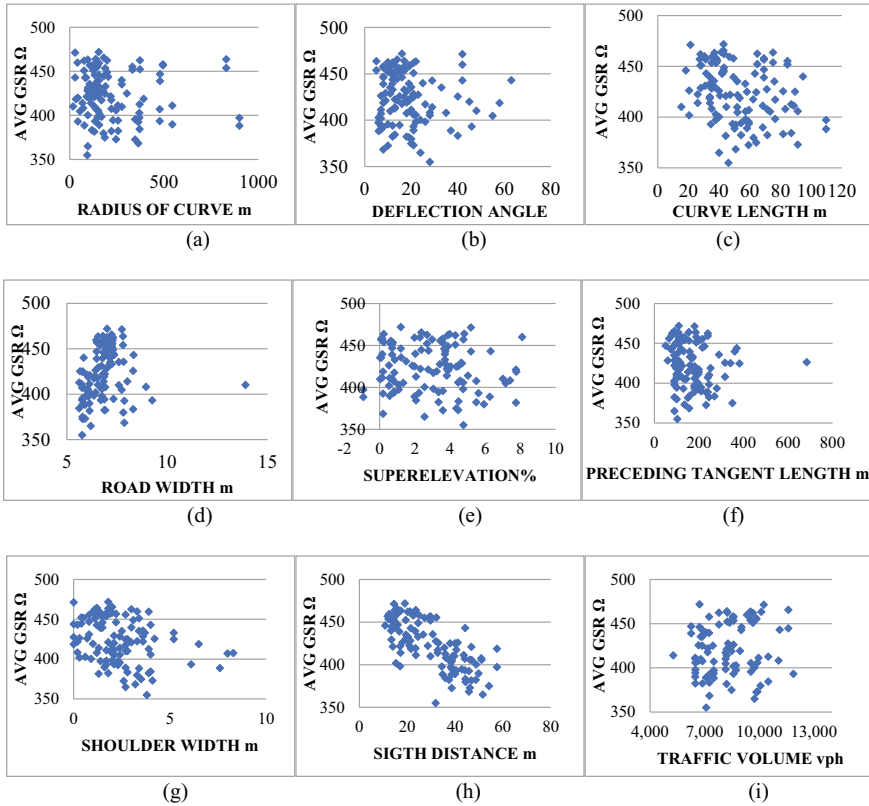 500
450
400
350
0 500 1000
AVG GSR Ω
RADIUS OF CURVE m
(a)
500
450
400
350
0 20 40 60 80
AVG GSR Ω
DEFLECTION ANGLE
(b)
500
450
400
350
0 20 40 60 80 100 120
AVG GSR Ω
CURVE LENGTH m
(c)
500
450
400
350
5 10 15
AVG GSR Ω
ROAD WIDTH m
(d)
500
450
400
350
-2 0 2 4 6 8 10
AVG GSR Ω
SUPERELEVATION%
(e)
500
450
400
350
0 200 400 600 800
AVG GSR Ω
PRECEDING TANGENT LENGTH m
(f)
500
450
400
350
0 5 10
AVG GSR Ω
SHOULDER WIDTH m
(g)
500
450
400
350
0 20 40 60 80
AVG GSR Ω
SIGTH DISTANCE m
(h)
500
450
400
350
4,000 7,000 10,000 13,000
AVG GSR Ω
TRAFFIC VOLUME vph
(i)